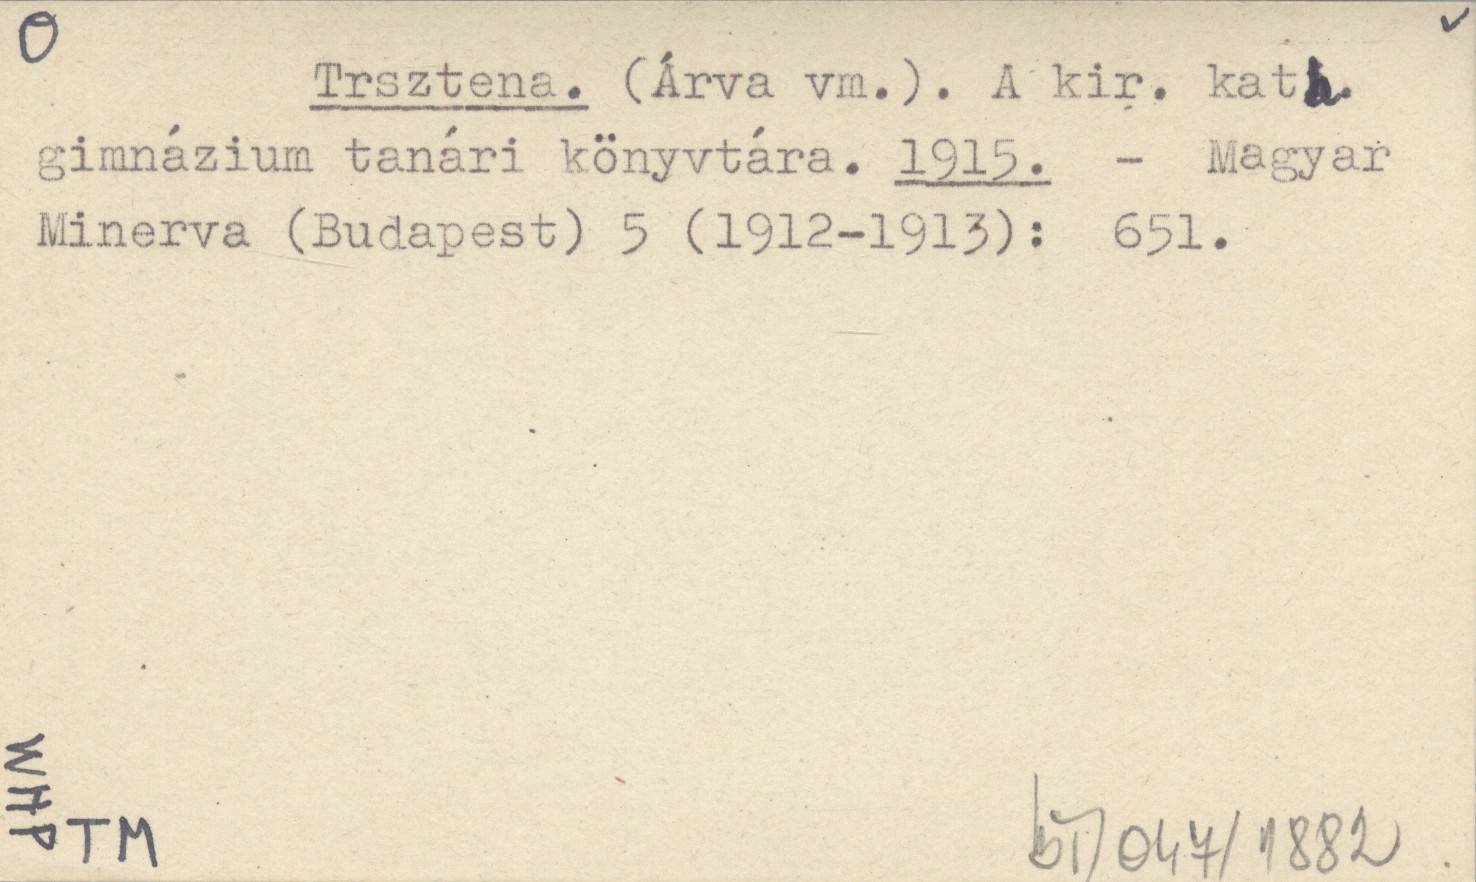 O
Trsztena. (Árva vm.). A kir. kath.
gimnázium tanári könyvtára. 1915. - Magyar
Minerva (Budapest) 5 (1912-1913): 651.
WHP
TM
047/1882